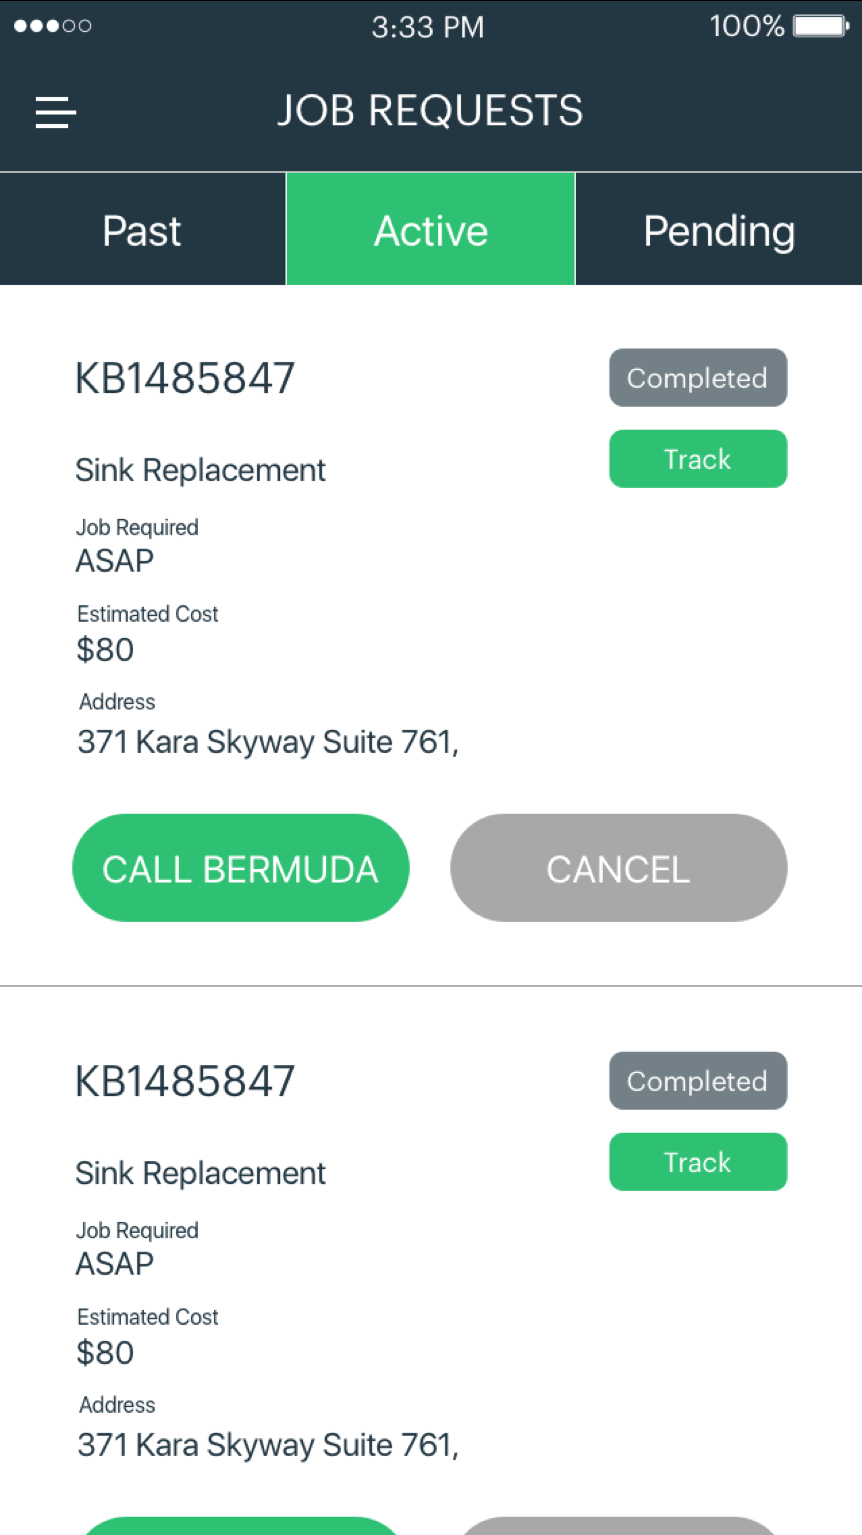 3:33 PM 100%
JOB REQUESTS
Past Active Pending
KB1485847 Completed
Track
Sink Replacement
Job Required
ASAP
Estimated Cost
$80
Address
371 Kara Skyway Suite 761,
CALL BERMUDA CANCEL
KB1485847 Completed
Track
Sink Replacement
Job Required
ASAP
Estimated Cost
$80
Address
371 Kara Skyway Suite 761,